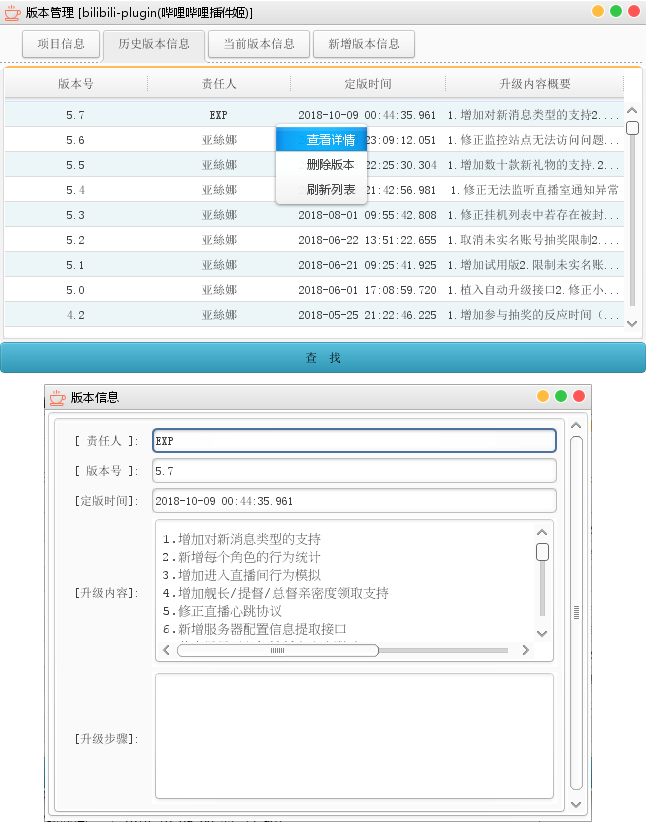 版本管理 [bilibili-plugin(哔哩哔哩插件姬)]
项目信息 历史版本信息 当前版本信息 新增版本信息
版本号 责任人 定版时间 升级内容概要
5.7 EXP 2018-10-09 00:44:35.961 1.增加对新消息类型的支持2....
5.6 亚絲娜 23:09:12.051 1.修正监控站点无法访问问题...
5.5 亚絲娜 22:25:30.304 1.增加数十款新礼物的支持.2...
5.4 亚絲娜 21:42:56.981 1.修正无法监听直播室通知异常
5.3 亚絲娜 2018-08-01 09:55:42.808 1.修正挂机列表中若存在被封...
5.2 亚絲娜 2018-06-22 13:51:22.655 1.取消未实名账号抽奖限制2....
5.1 亚絲娜 2018-06-21 09:25:41.925 1.增加试用版2.限制未实名账...
5.0 亚絲娜 2018-06-01 17:08:59.720 1.植入自动升级接口2.修正小...
4.2 亚絲娜 2018-05-25 21:22:46.225 1.增加参与抽奖的反应时间（...
查看详情
删除版本
刷新列表
查 找
版本信息
[ 责任人 ]: EXP
[ 版本号 ]: 5.7
[定版时间]: 2018-10-09 00:44:35.961
[升级内容]:
1.增加对新消息类型的支持
2.新增每个角色的行为统计
3.增加进入直播间行为模拟
4.增加舰长/提督/总督亲密度领取支持
5.修正直播心跳协议
6.新增服务器配置信息提取接口
[升级步骤]: